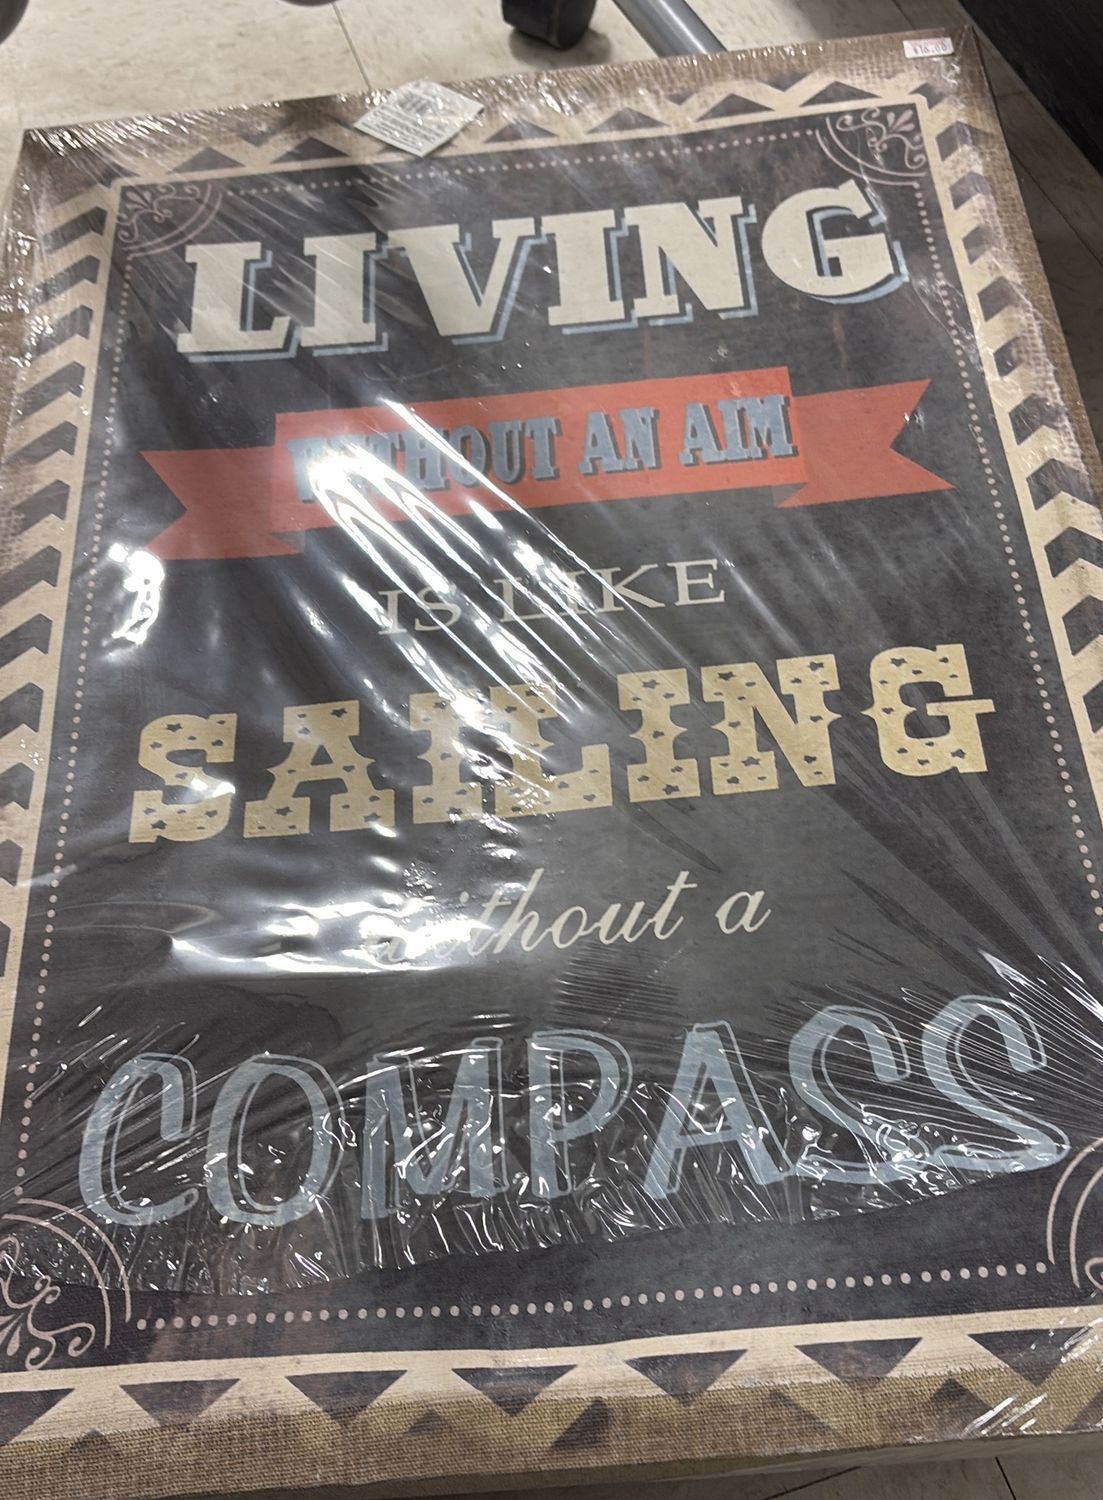 LIVING
WITHOUT AN AIM
IS LIKE
SAILING
without a
COMPASS